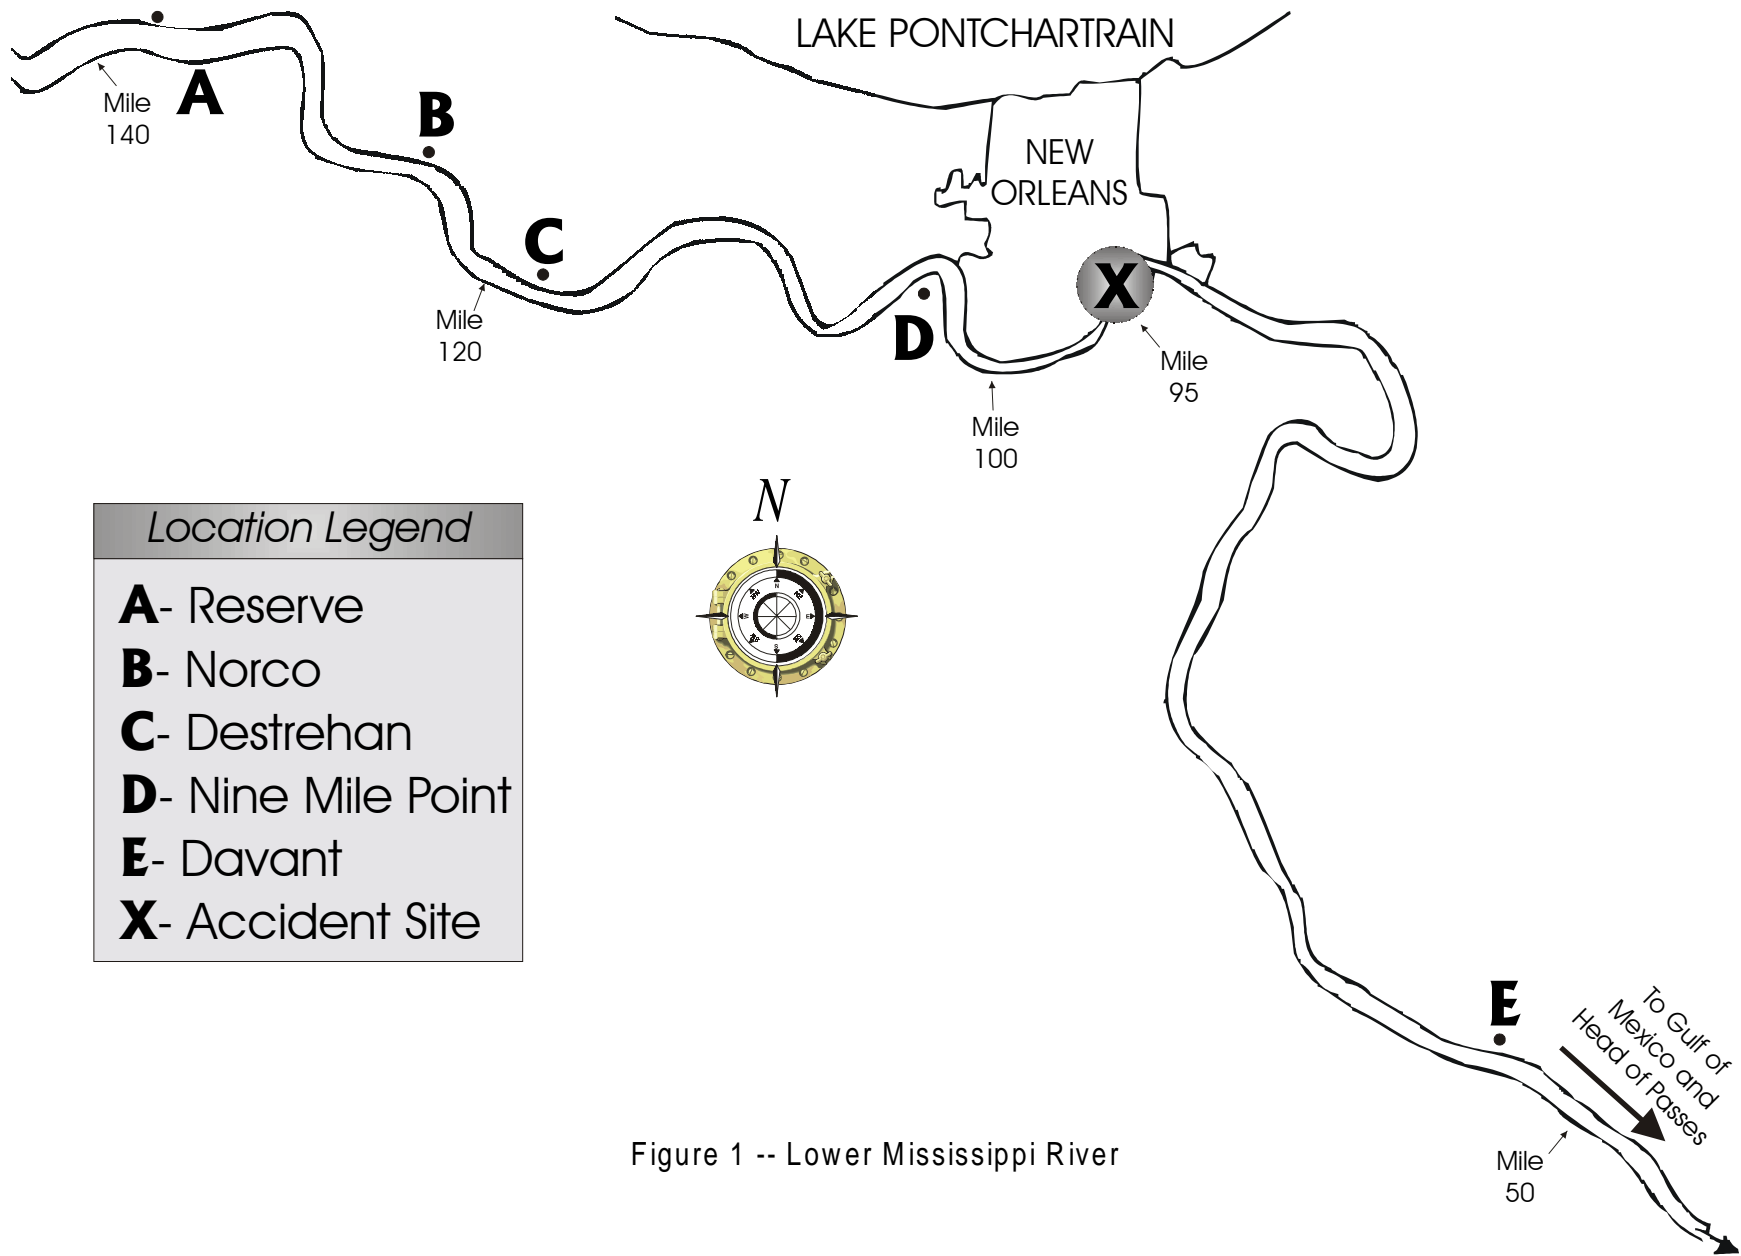 LAKE PONTCHARTRAIN
A
Mile
140
B
NEW
ORLEANS
C
X
Mile
120
D
Mile
95
Mile
100
N
Location Legend
A- Reserve
B- Norco
C- Destrehan
D- Nine Mile Point
E- Davant
X- Accident Site
E
To Gulf of
Mexico and
Head of Passes
Mile
50
Figure 1 -- Lower Mississippi River